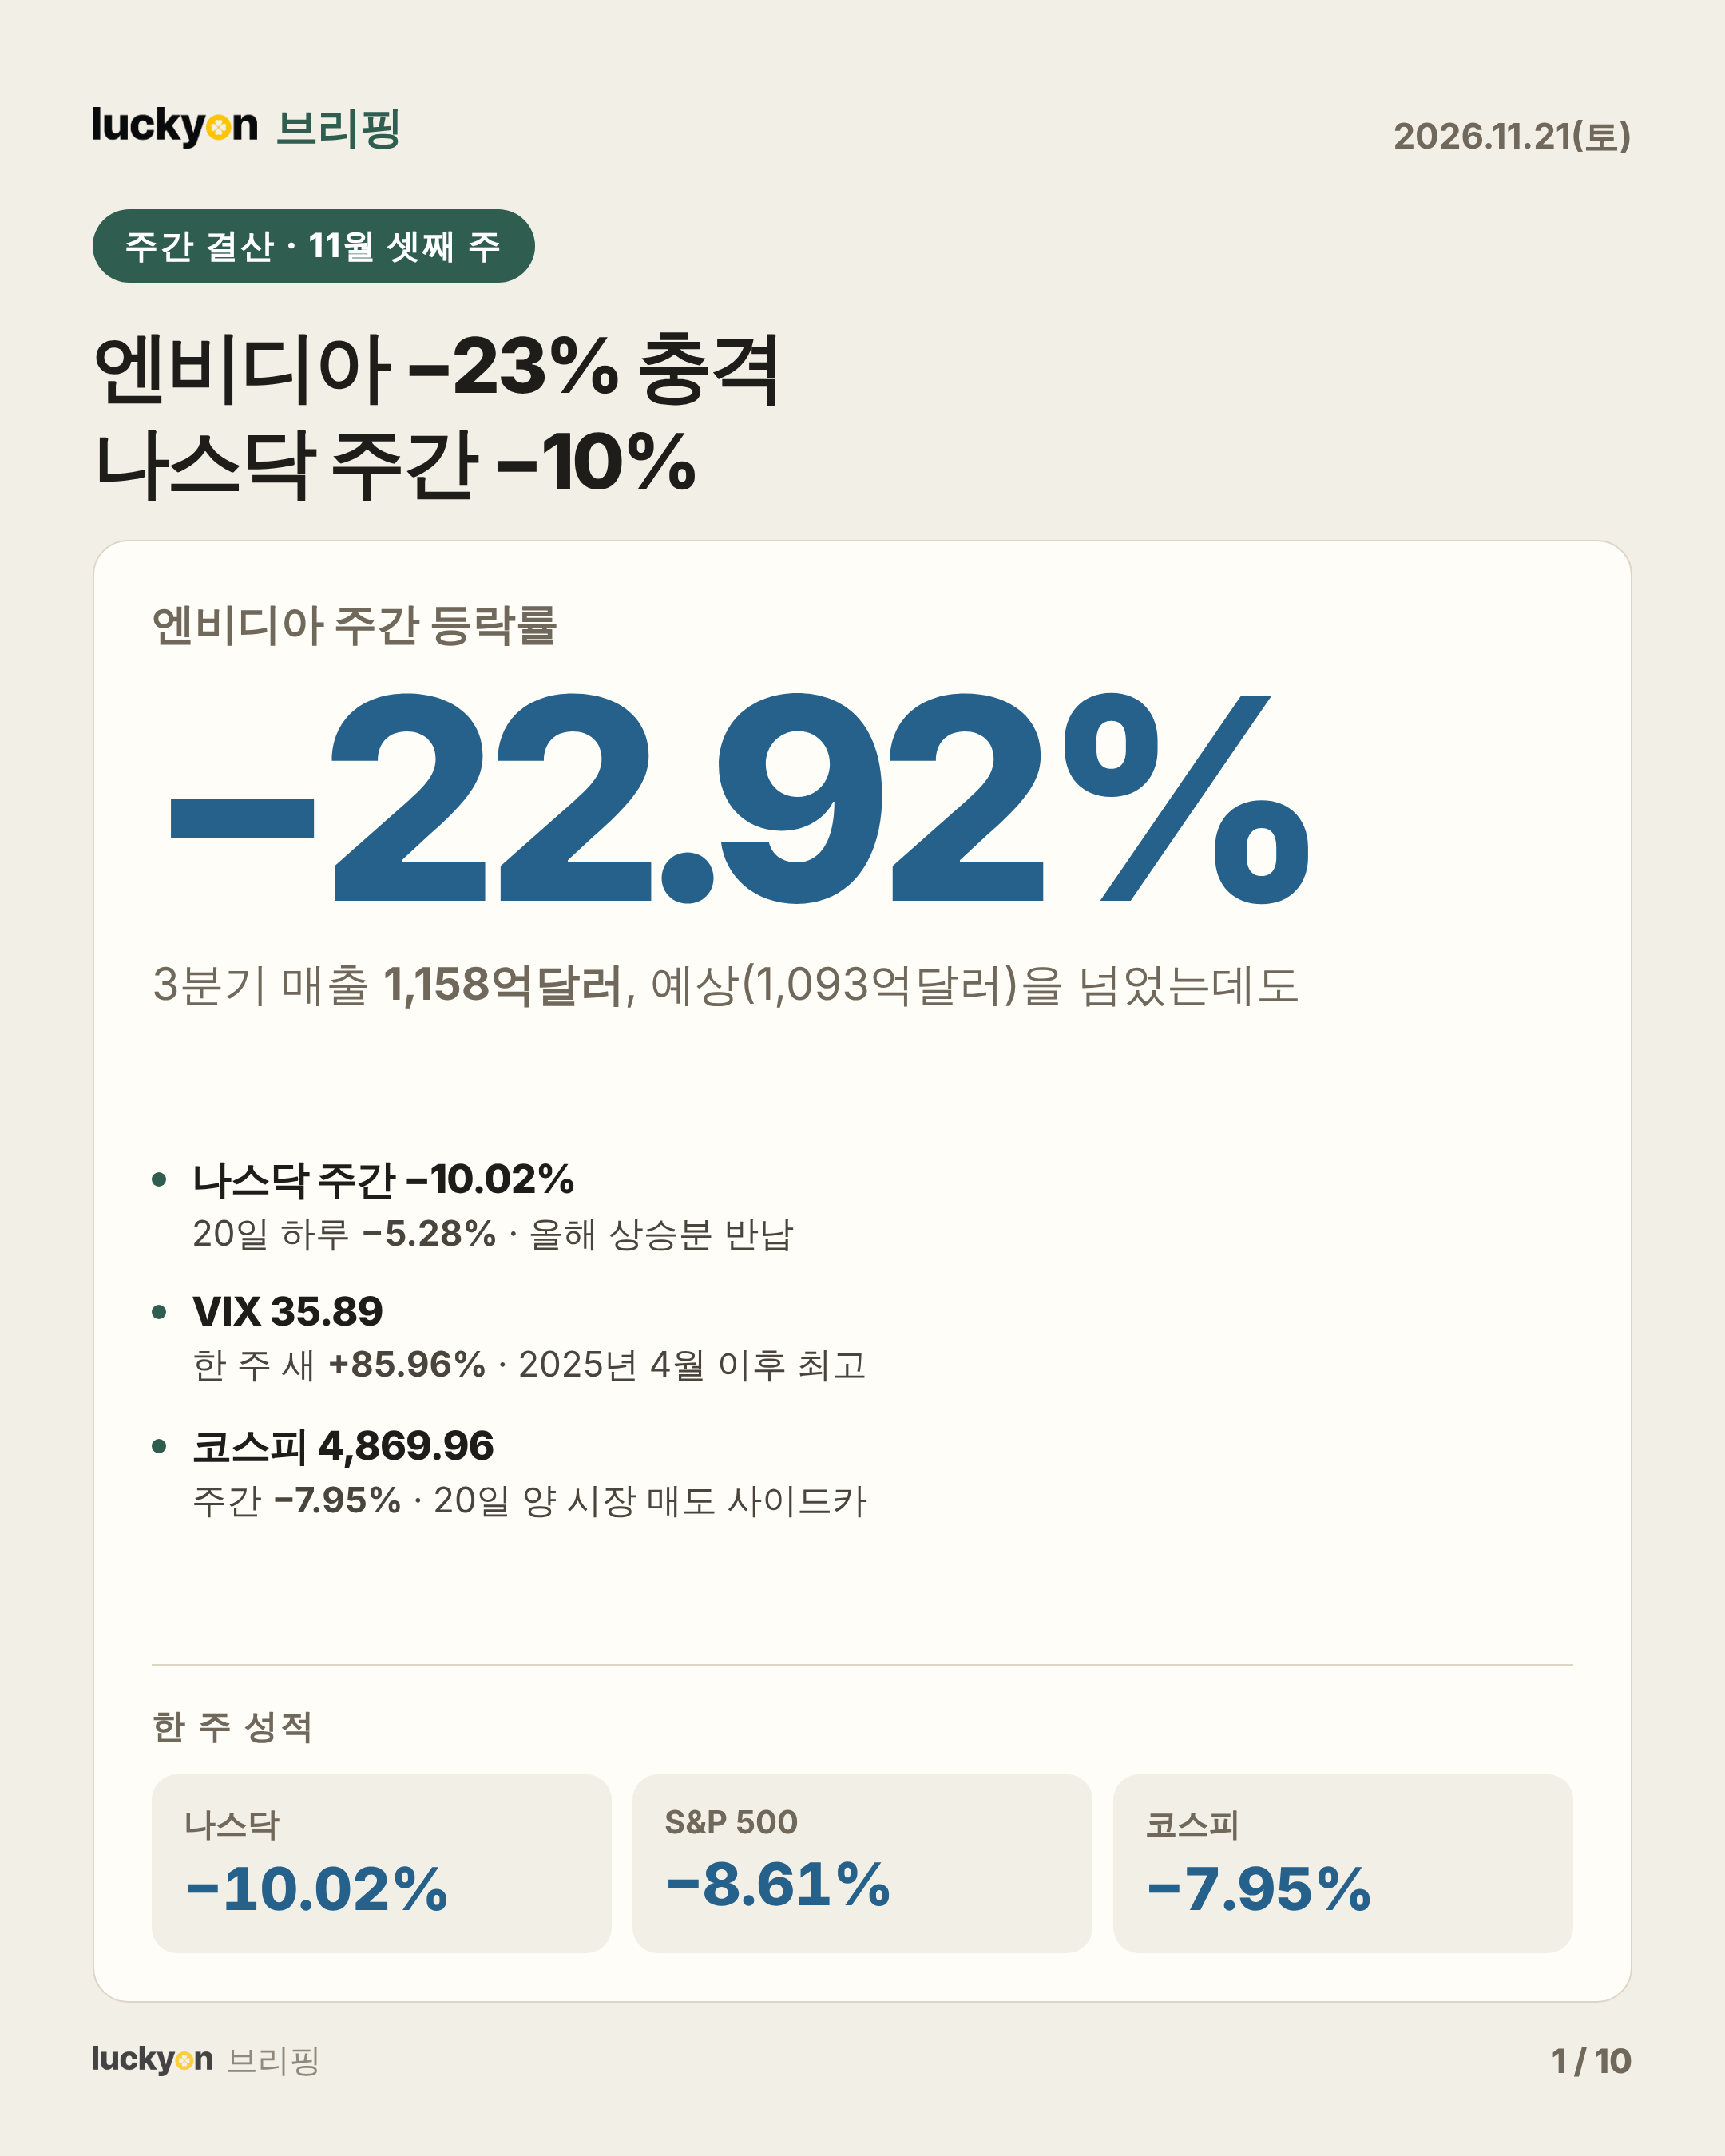 luckyon 브리핑
2026.11.21(토)
주간 결산 · 11월 셋째 주
엔비디아 −23% 충격
나스닥 주간 −10%
엔비디아 주간 등락률
−22.92%
3분기 매출 1,158억달러, 예상(1,093억달러)을 넘었는데도
나스닥 주간 −10.02%
20일 하루 −5.28% · 올해 상승분 반납
VIX 35.89
한 주 새 +85.96% · 2025년 4월 이후 최고
코스피 4,869.96
주간 −7.95% · 20일 양 시장 매도 사이드카
한 주 성적
나스닥
−10.02%
S&P 500
−8.61%
코스피
−7.95%
luckyon 브리핑
1 / 10